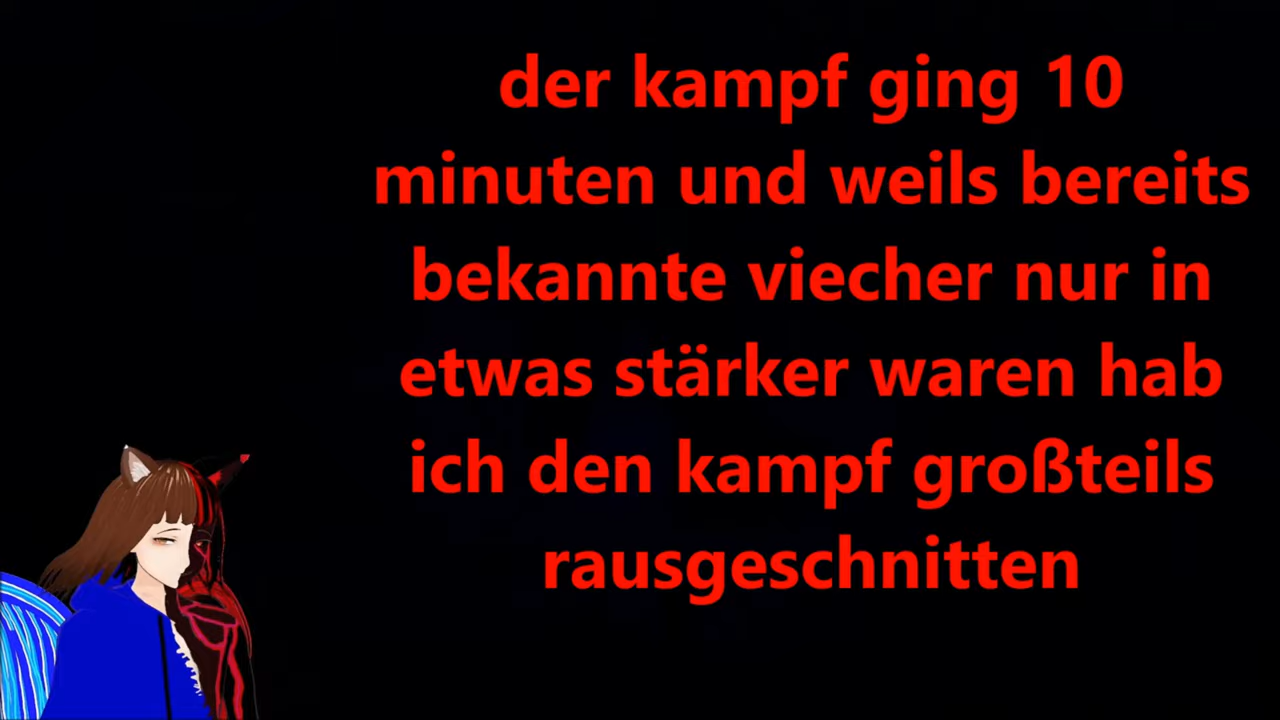 der kampf ging 10
minuten und weils bereits
bekannte viecher nur in
etwas stärker waren hab
ich den kampf großteils
rausgeschnitten